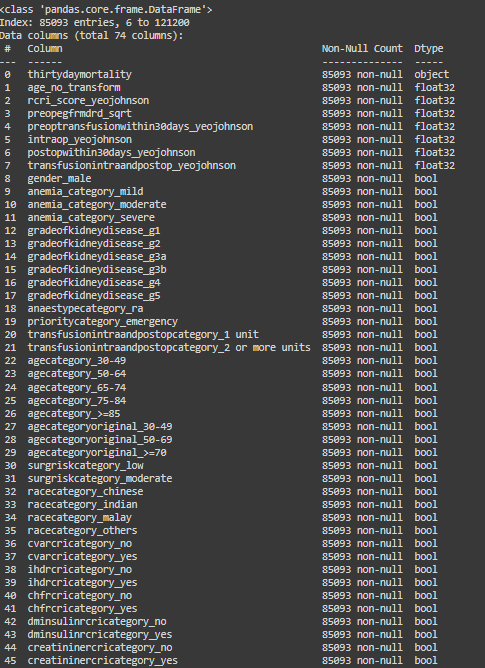 <class 'pandas.core.frame.DataFrame'>
Index: 85093 entries, 6 to 121200
Data columns (total 74 columns):
 #   Column                                       Non-Null Count  Dtype
---  ------                                       --------------  -----
 0   thirtydaymortality                           85093 non-null  object
 1   age_no_transform                             85093 non-null  float32
 2   rcri_score_yeojohnson                        85093 non-null  float32
 3   preopegfrmdrd_sqrt                           85093 non-null  float32
 4   preoptransfusionwithin30days_yeojohnson      85093 non-null  float32
 5   intraop_yeojohnson                           85093 non-null  float32
 6   postopwithin30days_yeojohnson                85093 non-null  float32
 7   transfusionintraandpostop_yeojohnson         85093 non-null  float32
 8   gender_male                                  85093 non-null  bool
 9   anemia_category_mild                         85093 non-null  bool
 10  anemia_category_moderate                     85093 non-null  bool
 11  anemia_category_severe                       85093 non-null  bool
 12  gradeofkidneydisease_g1                      85093 non-null  bool
 13  gradeofkidneydisease_g2                      85093 non-null  bool
 14  gradeofkidneydisease_g3a                     85093 non-null  bool
 15  gradeofkidneydisease_g3b                     85093 non-null  bool
 16  gradeofkidneydisease_g4                      85093 non-null  bool
 17  gradeofkidneydisease_g5                      85093 non-null  bool
 18  anaestypecategory_ra                         85093 non-null  bool
 19  prioritycategory_emergency                   85093 non-null  bool
 20  transfusionintraandpostopcategory_1 unit     85093 non-null  bool
 21  transfusionintraandpostopcategory_2 or more units  85093 non-null  bool
 22  agecategory_30-49                            85093 non-null  bool
 23  agecategory_50-64                            85093 non-null  bool
 24  agecategory_65-74                            85093 non-null  bool
 25  agecategory_75-84                            85093 non-null  bool
 26  agecategory_>=85                             85093 non-null  bool
 27  agecategoryoriginal_30-49                    85093 non-null  bool
 28  agecategoryoriginal_50-69                    85093 non-null  bool
 29  agecategoryoriginal_>=70                     85093 non-null  bool
 30  surgriskcategory_low                         85093 non-null  bool
 31  surgriskcategory_moderate                    85093 non-null  bool
 32  racecategory_chinese                         85093 non-null  bool
 33  racecategory_indian                          85093 non-null  bool
 34  racecategory_malay                           85093 non-null  bool
 35  racecategory_others                          85093 non-null  bool
 36  cvarcricategory_no                           85093 non-null  bool
 37  cvarcricategory_yes                          85093 non-null  bool
 38  ihdrcricategory_no                           85093 non-null  bool
 39  ihdrcricategory_yes                          85093 non-null  bool
 40  chfrcricategory_no                           85093 non-null  bool
 41  chfrcricategory_yes                          85093 non-null  bool
 42  dminsulinrcricategory_no                     85093 non-null  bool
 43  dminsulinrcricategory_yes                    85093 non-null  bool
 44  creatininercricategory_no                    85093 non-null  bool
 45  creatininercricategory_yes                   85093 non-null  bool